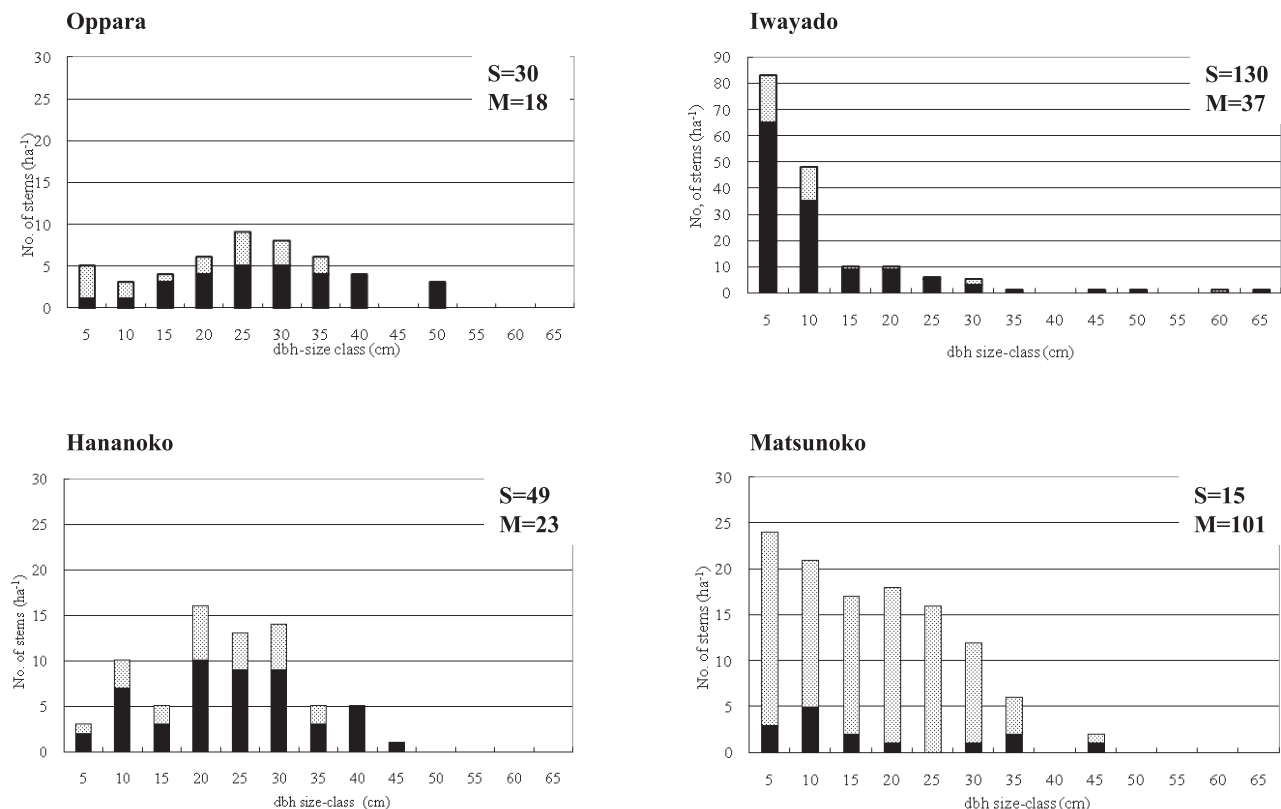 Oppara
S=30
M=18
No. of stems (ha-1)
30
25
20
15
10
5
0
5 10 15 20 25 30 35 40 45 50 55 60 65
dbh-size class (cm)
Iwayado
S=130
M=37
No, of stems (ha-1)
90
80
70
60
50
40
30
20
10
0
5 10 15 20 25 30 35 40 45 50 55 60 65
dbh size-class (cm)
Hananoko
S=49
M=23
No. of stems (ha-1)
30
25
20
15
10
5
0
5 10 15 20 25 30 35 40 45 50 55 60 65
dbh size-class (cm)
Matsunoko
S=15
M=101
No. of stems (ha-1)
30
25
20
15
10
5
0
5 10 15 20 25 30 35 40 45 50 55 60 65
dbh size-class (cm)